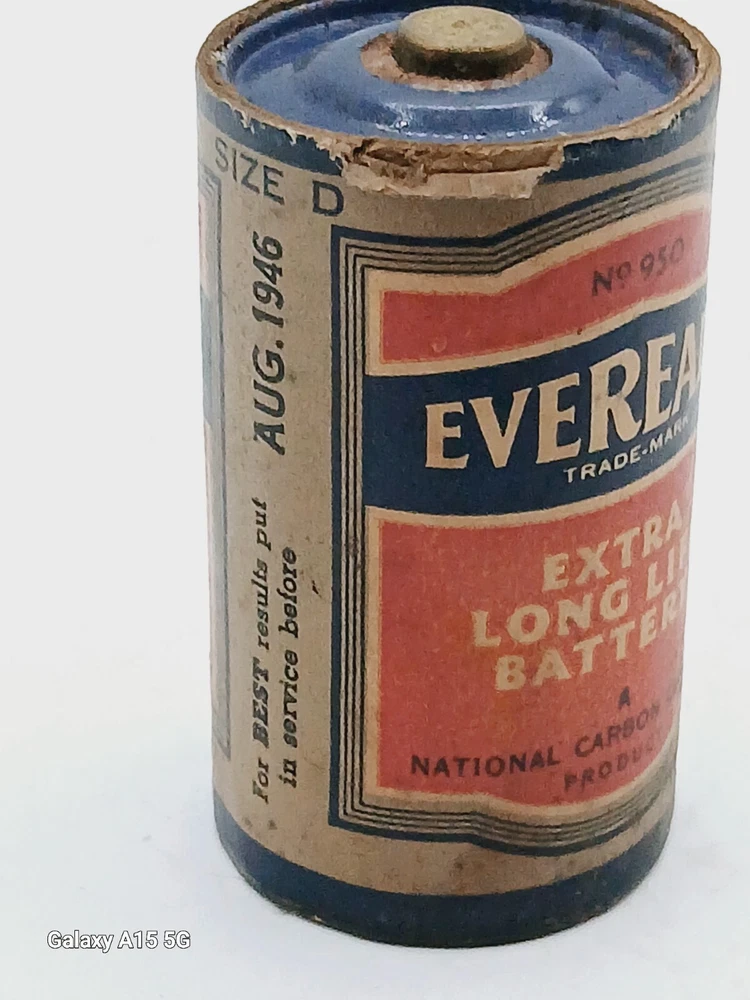 SIZE D
AUG. 1946
For BEST results put
in service before
No 950
EVEREA
TRADE-MARK
EXTRA
LONG LI
BATTER
A
NATIONAL CARBON
PRODUC
Galaxy A15 5G